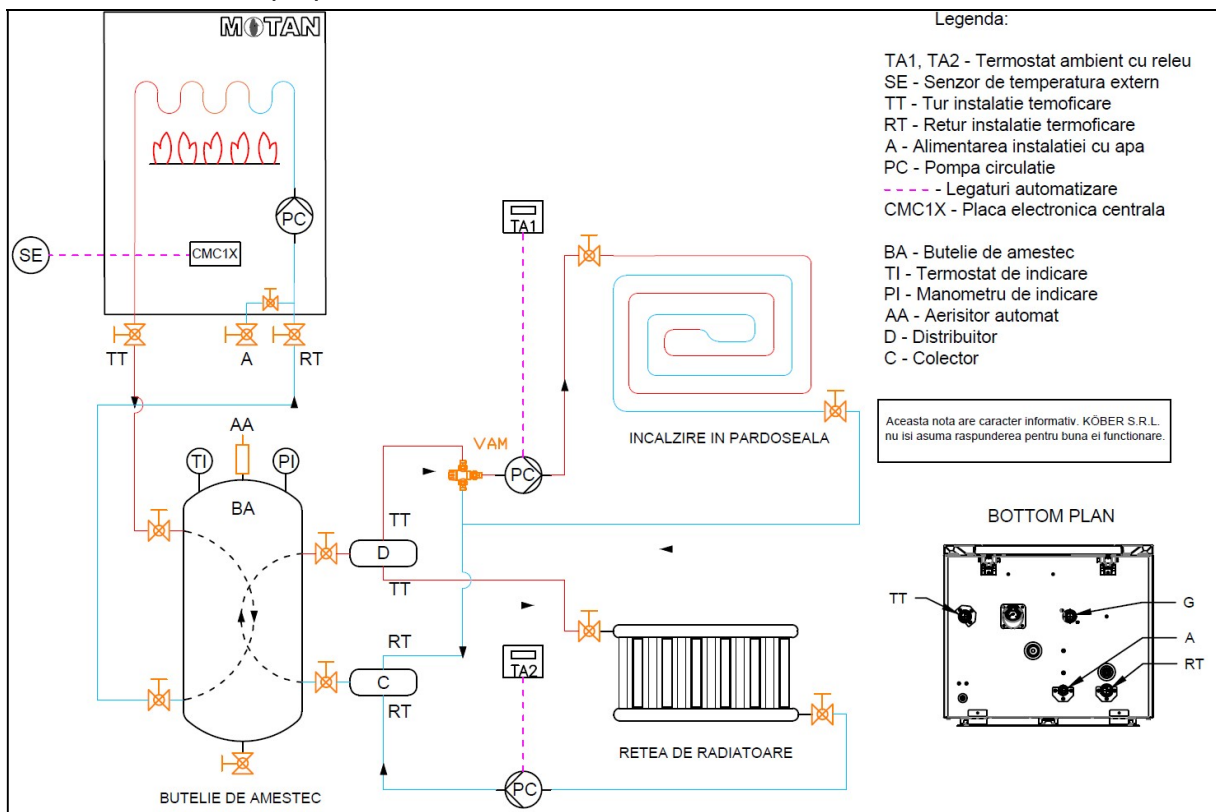 MOTAN
SE
CMC1X
PC
TT
A
RT
AA
TI
PI
BA
TT
D
TT
RT
C
RT
BUTELIE DE AMESTEC
TA1
VAM
PC
INCALZIRE IN PARDOSEALA
TA2
PC
RETEA DE RADIATOARE
Legenda:
TA1, TA2 - Termostat ambient cu releu
SE - Senzor de temperatura extern
TT - Tur instalatie temoficare
RT - Retur instalatie termoficare
A - Alimentarea instalatiei cu apa
PC - Pompa circulatie
- Legaturi automatizare
CMC1X - Placa electronica centrala
BA - Butelie de amestec
TI - Termostat de indicare
PI - Manometru de indicare
AA - Aerisitor automat
D - Distribuitor
C - Colector
Aceasta nota are caracter informativ. KÖBER S.R.L.
nu isi asuma raspunderea pentru buna ei functionare.
BOTTOM PLAN
TT
G
A
RT